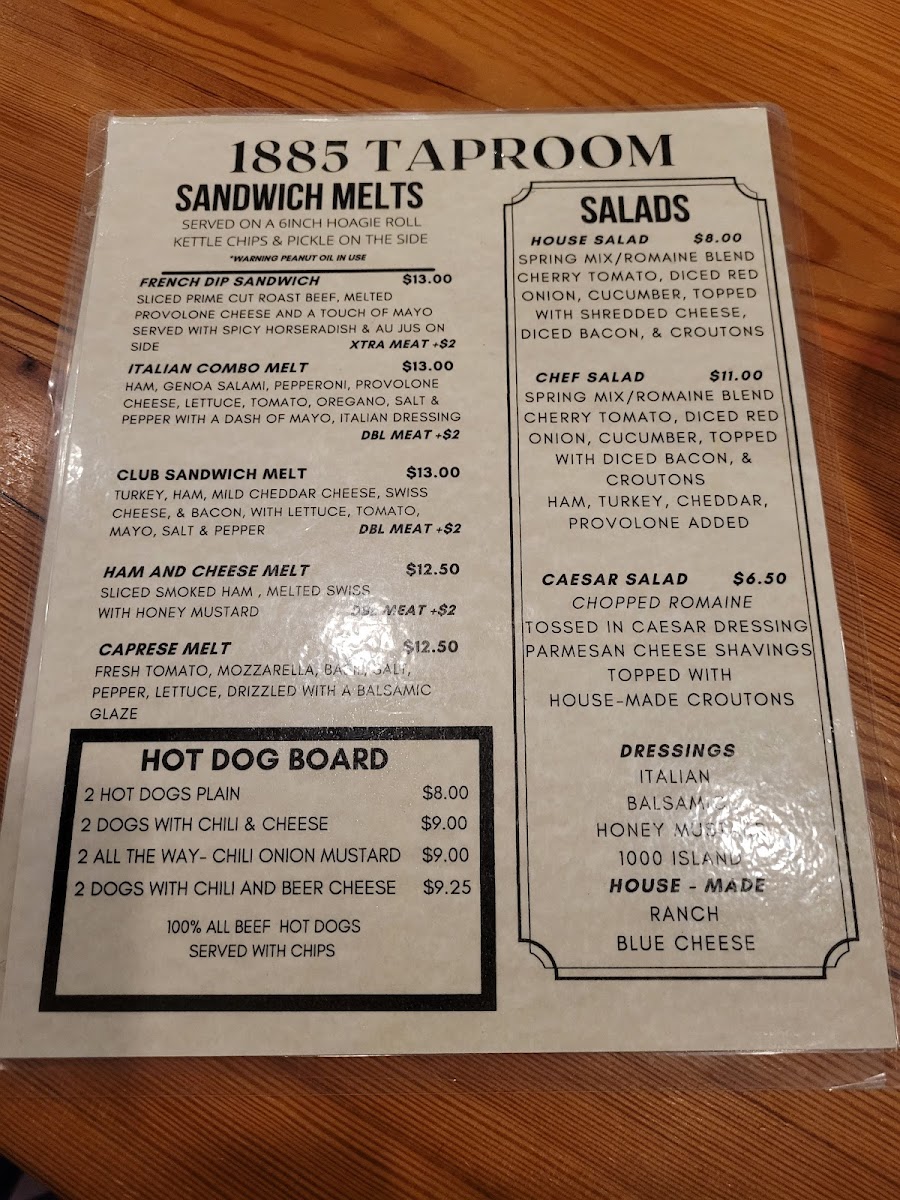 1885 TAPROOM
SANDWICH MELTS
SERVED ON A 6INCH HOAGIE ROLL
KETTLE CHIPS & PICKLE ON THE SIDE
*WARNING PEANUT OIL IN USE
FRENCH DIP SANDWICH $13.00
SLICED PRIME CUT ROAST BEEF, MELTED
PROVOLONE CHEESE AND A TOUCH OF MAYO
SERVED WITH SPICY HORSERADISH & AU JUS ON
SIDE XTRA MEAT +$2
ITALIAN COMBO MELT $13.00
HAM, GENOA SALAMI, PEPPERONI, PROVOLONE
CHEESE, LETTUCE, TOMATO, OREGANO, SALT &
PEPPER WITH A DASH OF MAYO, ITALIAN DRESSING
DBL MEAT +$2
CLUB SANDWICH MELT $13.00
TURKEY, HAM, MILD CHEDDAR CHEESE, SWISS
CHEESE, & BACON, WITH LETTUCE, TOMATO,
MAYO, SALT & PEPPER DBL MEAT +$2
HAM AND CHEESE MELT $12.50
SLICED SMOKED HAM , MELTED SWISS
WITH HONEY MUSTARD DBL MEAT +$2
CAPRESE MELT $12.50
FRESH TOMATO, MOZZARELLA, BASIL, SALT,
PEPPER, LETTUCE, DRIZZLED WITH A BALSAMIC
GLAZE
HOT DOG BOARD
2 HOT DOGS PLAIN $8.00
2 DOGS WITH CHILI & CHEESE $9.00
2 ALL THE WAY- CHILI ONION MUSTARD $9.00
2 DOGS WITH CHILI AND BEER CHEESE $9.25
100% ALL BEEF HOT DOGS
SERVED WITH CHIPS
SALADS
HOUSE SALAD $8.00
SPRING MIX/ROMAINE BLEND
CHERRY TOMATO, DICED RED
ONION, CUCUMBER, TOPPED
WITH SHREDDED CHEESE,
DICED BACON, & CROUTONS
CHEF SALAD $11.00
SPRING MIX/ROMAINE BLEND
CHERRY TOMATO, DICED RED
ONION, CUCUMBER, TOPPED
WITH DICED BACON, &
CROUTONS
HAM, TURKEY, CHEDDAR,
PROVOLONE ADDED
CAESAR SALAD $6.50
CHOPPED ROMAINE
TOSSED IN CAESAR DRESSING
PARMESAN CHEESE SHAVINGS
TOPPED WITH
HOUSE-MADE CROUTONS
DRESSINGS
ITALIAN
BALSAMIC
HONEY MUSTARD
1000 ISLAND
HOUSE - MADE
RANCH
BLUE CHEESE